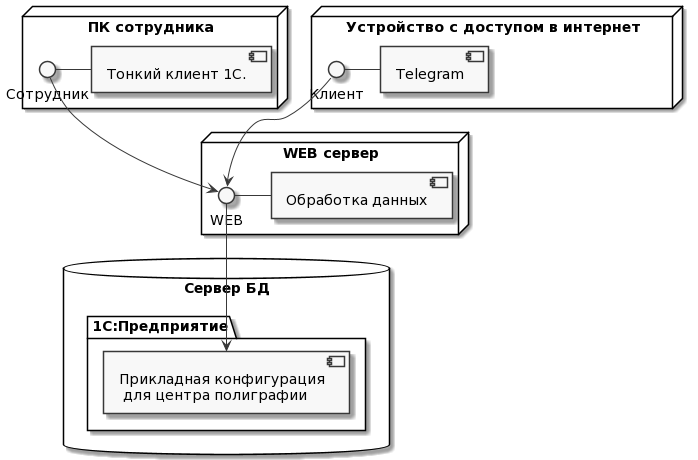 ПК сотрудника
Устройство с доступом в интернет
Тонкий клиент 1С.
Telegram
Сотрудник
Клиент
WEB сервер
Обработка данных
WEB
Сервер БД
1С:Предприятие
Прикладная конфигурация
для центра полиграфии